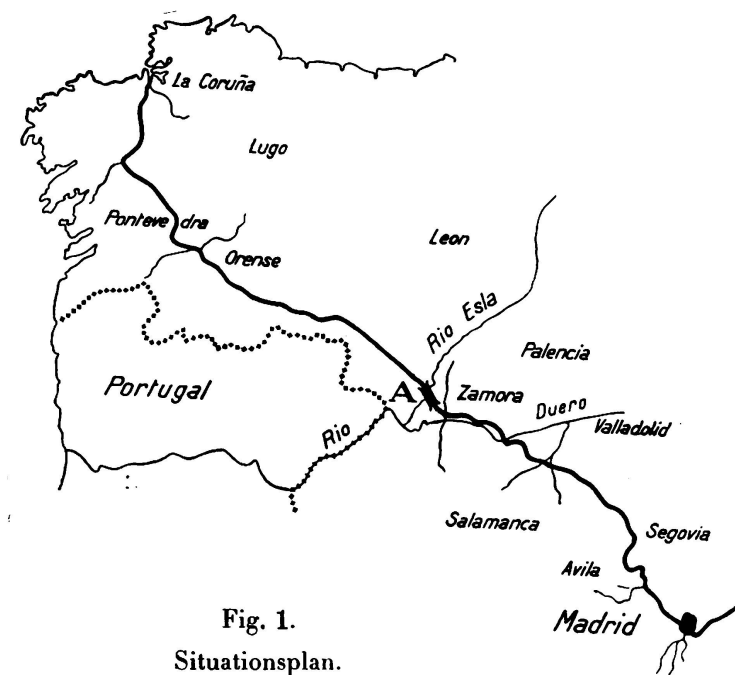 La Coruña
Lugo
Ponteve dra
Orense
Leon
Rio Esla
Palencia
A
Zamora
Portugal
Rio
Duero
Valladolid
Salamanca
Segovia
Avila
Madrid
Fig. 1.
Situationsplan.